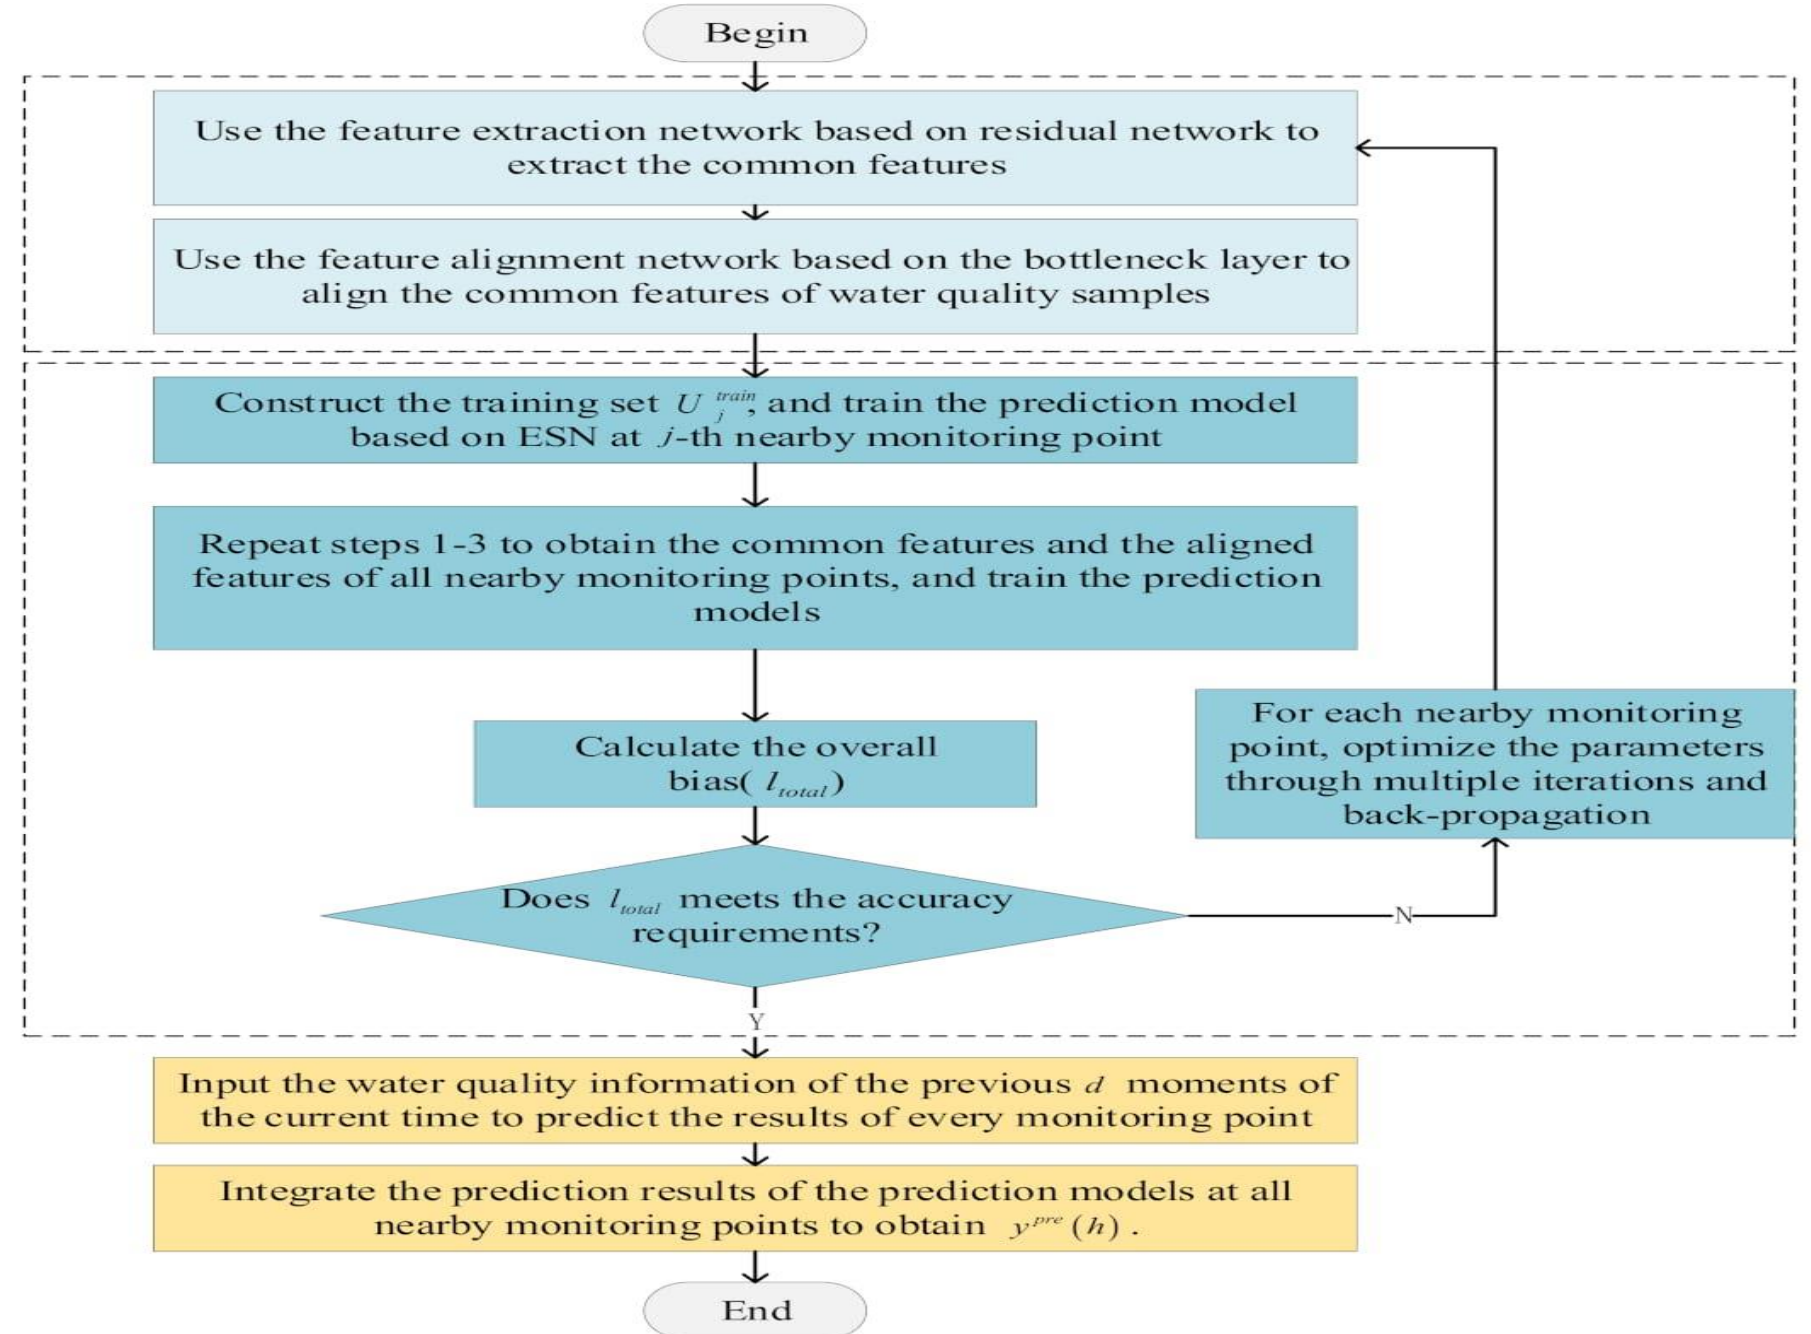 Begin
Use the feature extraction network based on residual network to
extract the common features
Use the feature alignment network based on the bottleneck layer to
align the common features of water quality samples
Construct the training set U_j^train, and train the prediction model
based on ESN at j-th nearby monitoring point
Repeat steps 1-3 to obtain the common features and the aligned
features of all nearby monitoring points, and train the prediction
models
Calculate the overall
bias( l_total)
For each nearby monitoring
point, optimize the parameters
through multiple iterations and
back-propagation
Does l_total meets the accuracy
requirements?
N
Y
Input the water quality information of the previous d moments of
the current time to predict the results of every monitoring point
Integrate the prediction results of the prediction models at all
nearby monitoring points to obtain y^pre (h) .
End